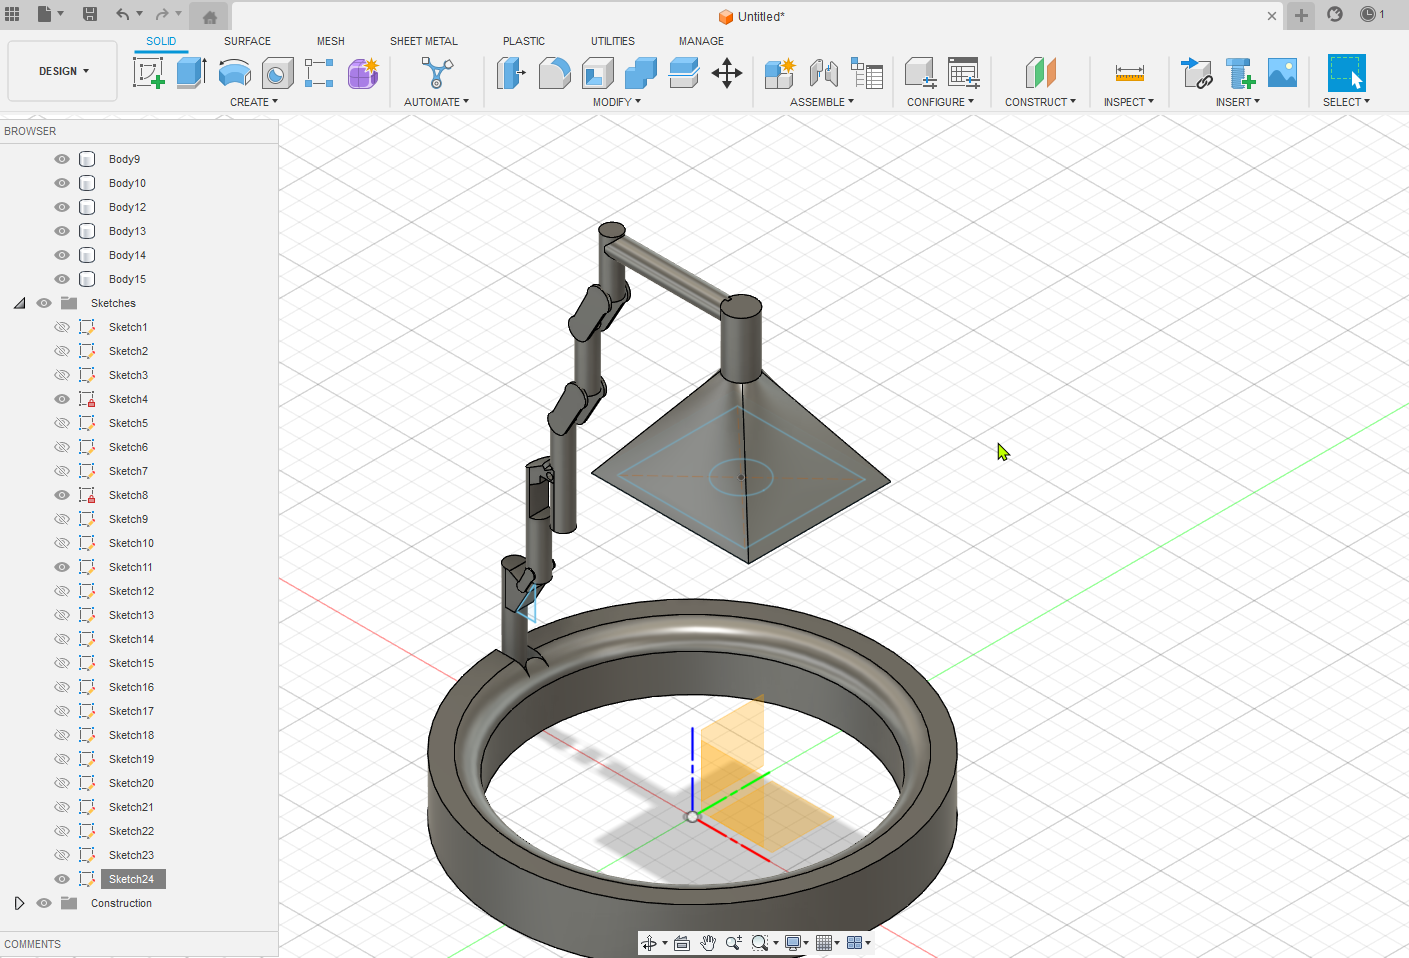 Untitled*
1
DESIGN
SOLID
SURFACE
MESH
SHEET METAL
PLASTIC
UTILITIES
MANAGE
CREATE
AUTOMATE
MODIFY
ASSEMBLE
CONFIGURE
CONSTRUCT
INSPECT
INSERT
SELECT
BROWSER
Body9
Body10
Body12
Body13
Body14
Body15
Sketches
Sketch1
Sketch2
Sketch3
Sketch4
Sketch5
Sketch6
Sketch7
Sketch8
Sketch9
Sketch10
Sketch11
Sketch12
Sketch13
Sketch14
Sketch15
Sketch16
Sketch17
Sketch18
Sketch19
Sketch20
Sketch21
Sketch22
Sketch23
Sketch24
Construction
COMMENTS